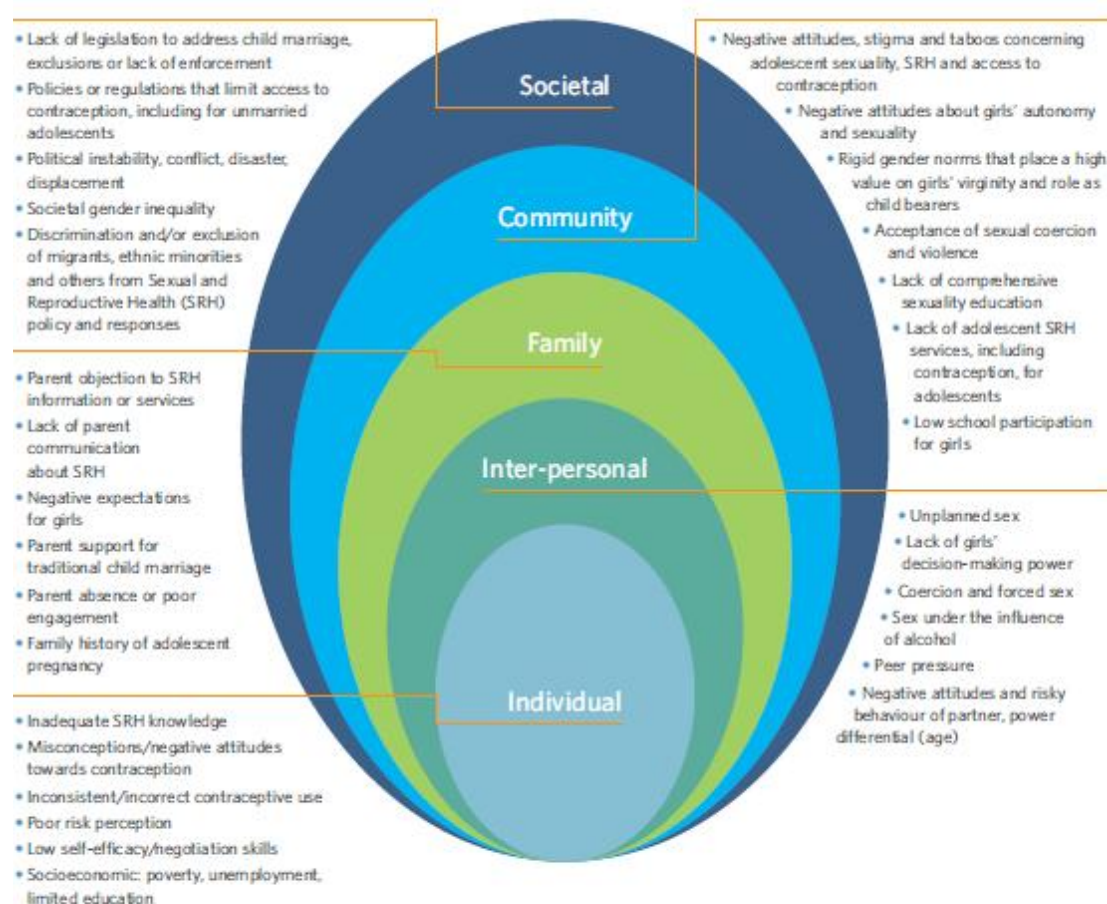 Societal
• Lack of legislation to address child marriage,
exclusions or lack of enforcement
• Policies or regulations that limit access to
contraception, including for unmarried
adolescents
• Political instability, conflict, disaster,
displacement
• Societal gender inequality
• Discrimination and/or exclusion
of migrants, ethnic minorities
and others from Sexual and
Reproductive Health (SRH)
policy and responses
Community
• Negative attitudes, stigma and taboos concerning
adolescent sexuality, SRH and access to
contraception
• Negative attitudes about girls' autonomy
and sexuality
• Rigid gender norms that place a high
value on girls' virginity and role as
child bearers
• Acceptance of sexual coercion
and violence
• Lack of comprehensive
sexuality education
• Lack of adolescent SRH
services, including
contraception, for
adolescents
• Low school participation
for girls
Family
• Parent objection to SRH
information or services
• Lack of parent
communication
about SRH
• Negative expectations
for girls
• Parent support for
traditional child marriage
• Parent absence or poor
engagement
• Family history of adolescent
pregnancy
Inter-personal
• Unplanned sex
• Lack of girls'
decision-making power
• Coercion and forced sex
• Sex under the influence
of alcohol
• Peer pressure
• Negative attitudes and risky
behaviour of partner, power
differential (age)
Individual
• Inadequate SRH knowledge
• Misconceptions/negative attitudes
towards contraception
• Inconsistent/incorrect contraceptive use
• Poor risk perception
• Low self-efficacy/negotiation skills
• Socioeconomic: poverty, unemployment,
limited education